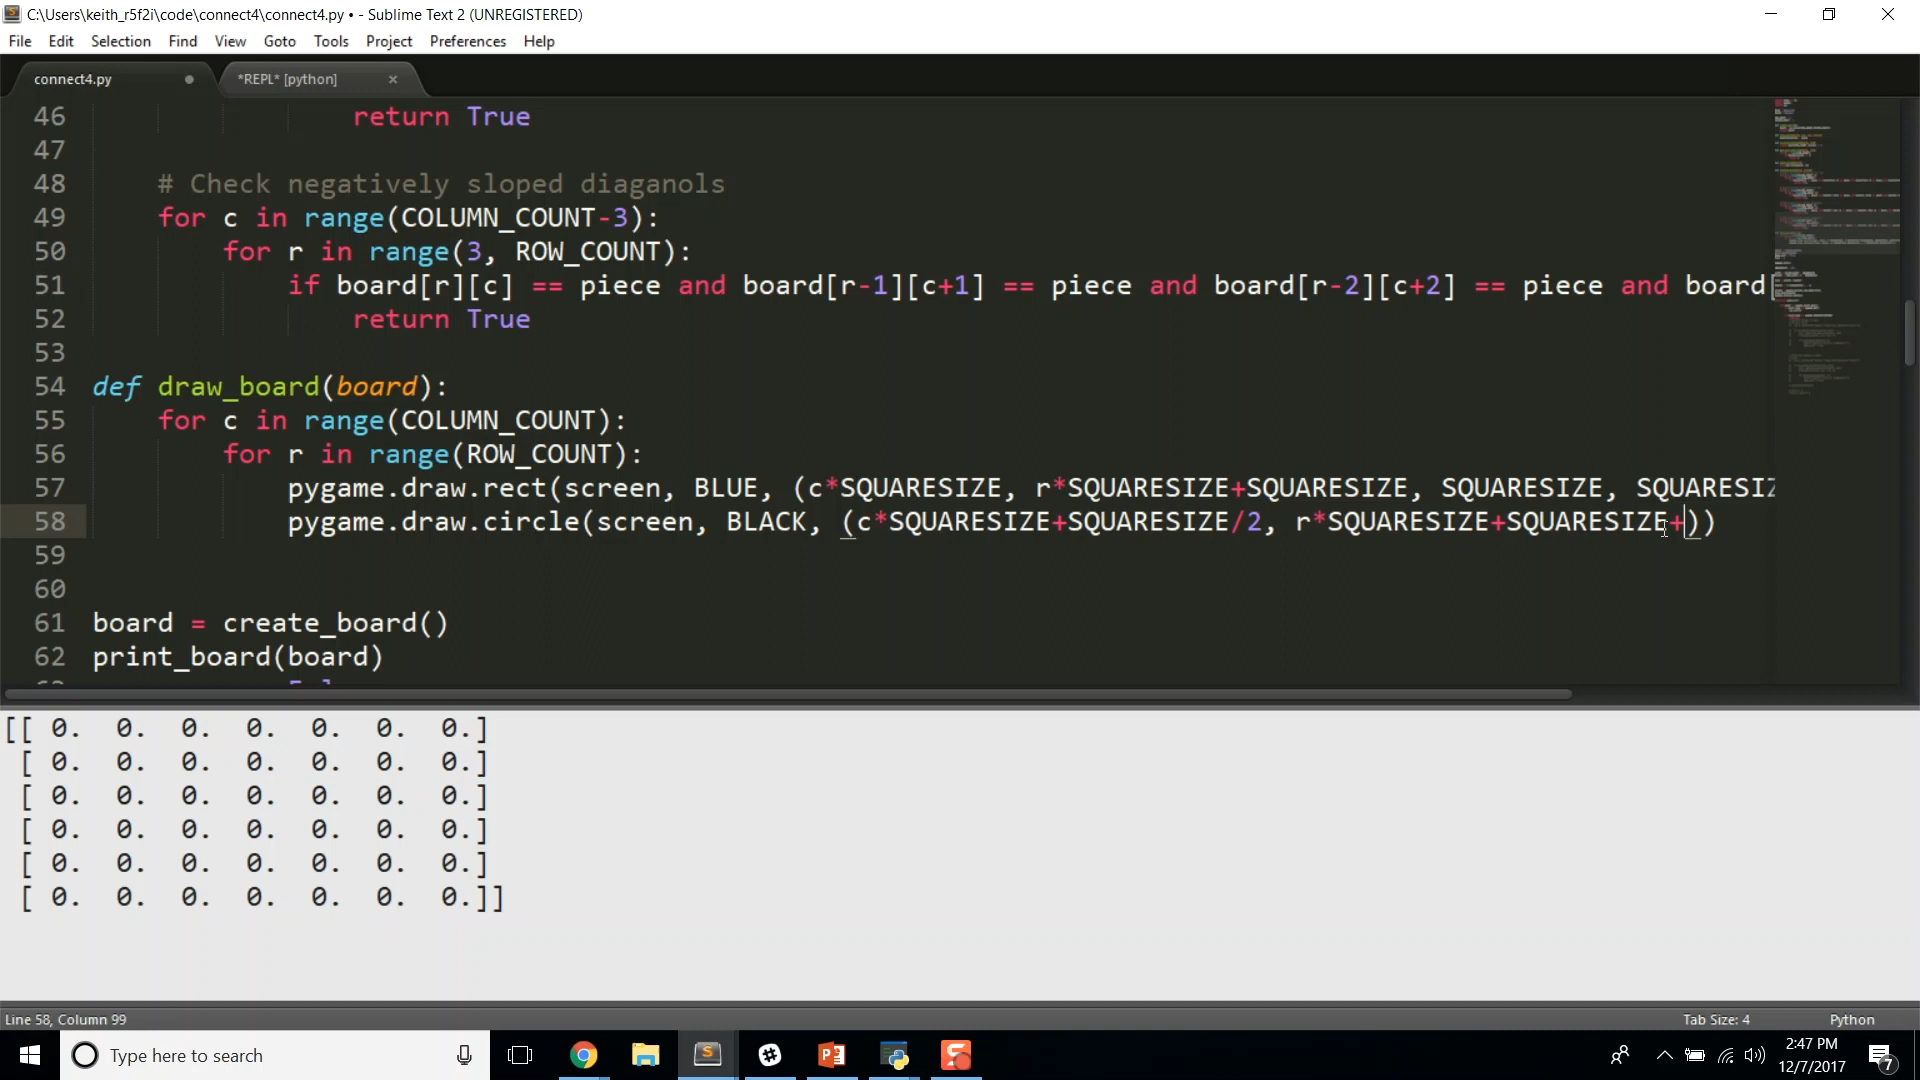 C:\Users\keith_r5f2i\code\connect4\connect4.py • - Sublime Text 2 (UNREGISTERED)
File Edit Selection Find View Goto Tools Project Preferences Help
connect4.py *REPL* [python] ×
46 return True
47
48 # Check negatively sloped diaganols
49 for c in range(COLUMN_COUNT-3):
50 for r in range(3, ROW_COUNT):
51 if board[r][c] == piece and board[r-1][c+1] == piece and board[r-2][c+2] == piece and board[
52 return True
53
54 def draw_board(board):
55 for c in range(COLUMN_COUNT):
56 for r in range(ROW_COUNT):
57 pygame.draw.rect(screen, BLUE, (c*SQUARESIZE, r*SQUARESIZE+SQUARESIZE, SQUARESIZE, SQUARESIZ
58 pygame.draw.circle(screen, BLACK, (c*SQUARESIZE+SQUARESIZE/2, r*SQUARESIZE+SQUARESIZE+))
59
60
61 board = create_board()
62 print_board(board)
[[ 0. 0. 0. 0. 0. 0. 0.]
[ 0. 0. 0. 0. 0. 0. 0.]
[ 0. 0. 0. 0. 0. 0. 0.]
[ 0. 0. 0. 0. 0. 0. 0.]
[ 0. 0. 0. 0. 0. 0. 0.]
[ 0. 0. 0. 0. 0. 0. 0.]]
Line 58, Column 99 Tab Size: 4 Python
Type here to search
2:47 PM
12/7/2017
7